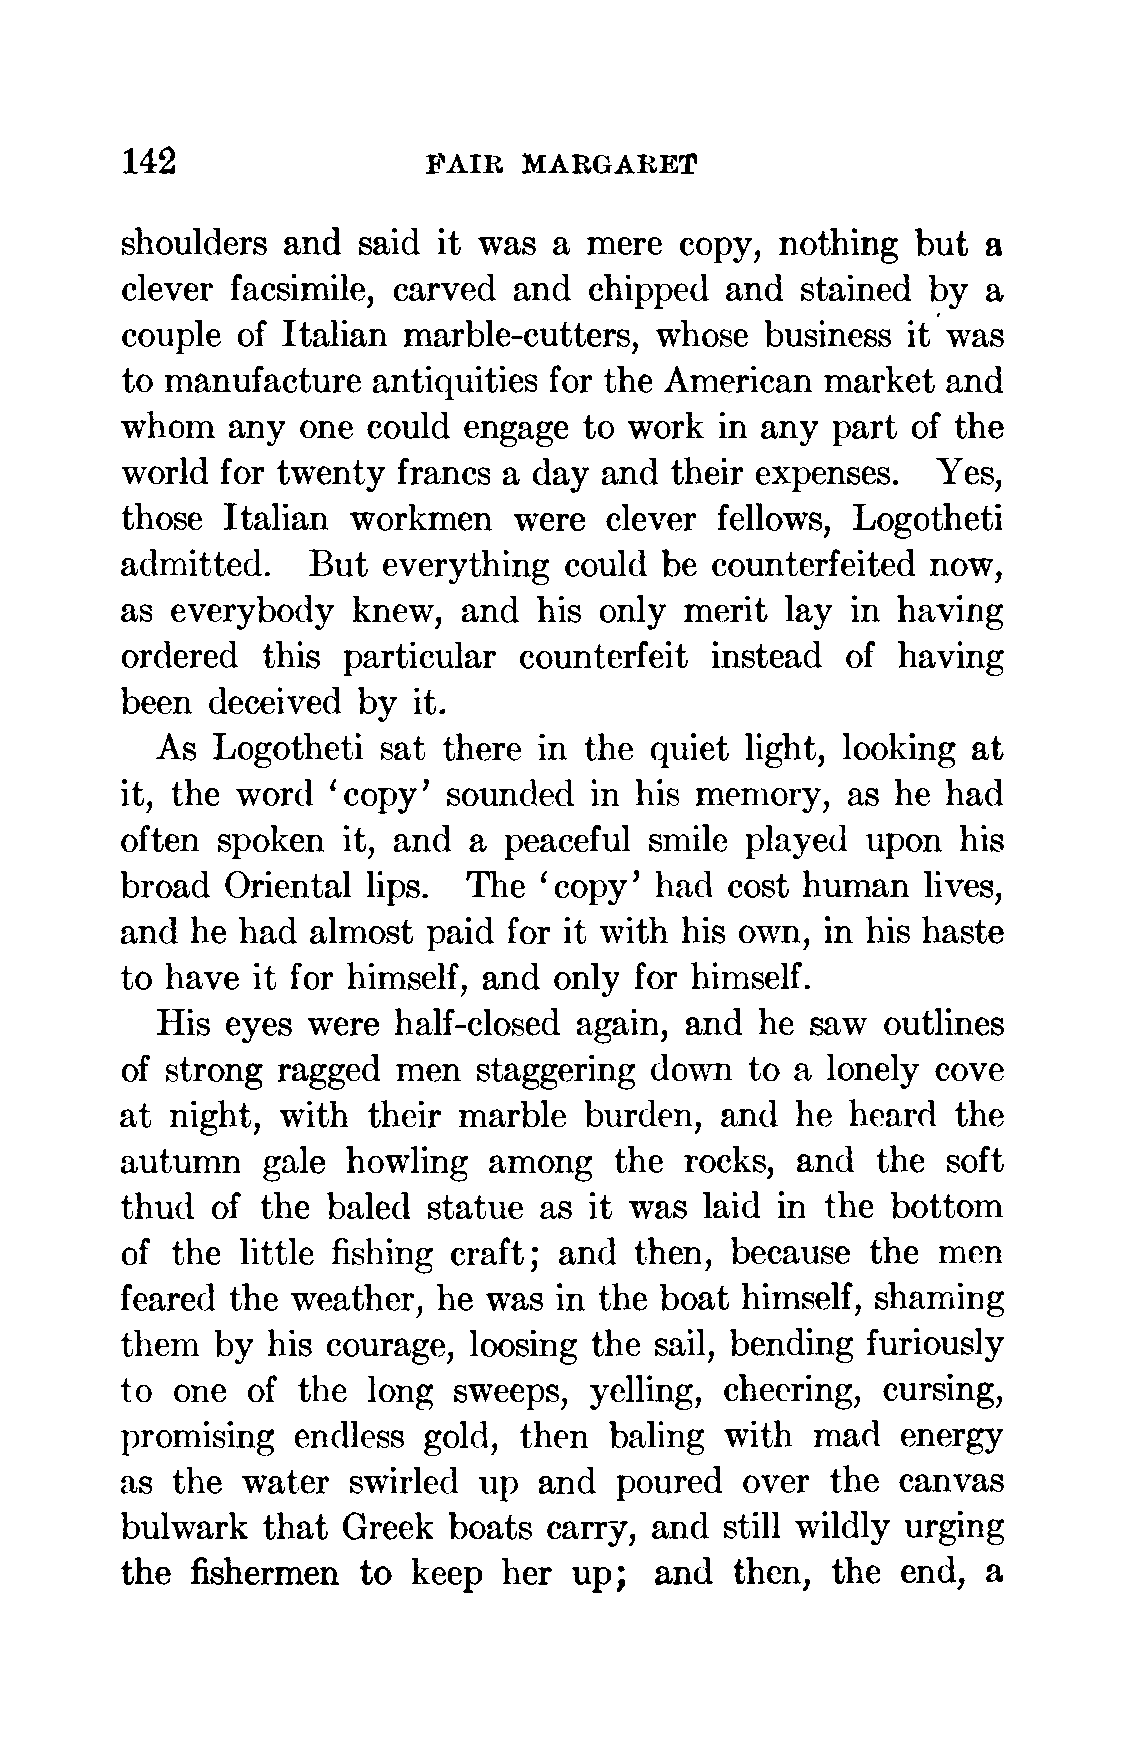 142 FAIR MARGARET
shoulders and said it was a mere copy, nothing but a
clever facsimile, carved and chipped and stained by a
couple of Italian marble-cutters, whose business it was
to manufacture antiquities for the American market and
whom any one could engage to work in any part of the
world for twenty francs a day and their expenses. Yes,
those Italian workmen were clever fellows, Logotheti
admitted. But everything could be counterfeited now,
as everybody knew, and his only merit lay in having
ordered this particular counterfeit instead of having
been deceived by it.
As Logotheti sat there in the quiet light, looking at
it, the word ‘copy’ sounded in his memory, as he had
often spoken it, and a peaceful smile played upon his
broad Oriental lips. The ‘copy’ had cost human lives,
and he had almost paid for it with his own, in his haste
to have it for himself, and only for himself.
His eyes were half-closed again, and he saw outlines
of strong ragged men staggering down to a lonely cove
at night, with their marble burden, and he heard the
autumn gale howling among the rocks, and the soft
thud of the baled statue as it was laid in the bottom
of the little fishing craft; and then, because the men
feared the weather, he was in the boat himself, shaming
them by his courage, loosing the sail, bending furiously
to one of the long sweeps, yelling, cheering, cursing,
promising endless gold, then baling with mad energy
as the water swirled up and poured over the canvas
bulwark that Greek boats carry, and still wildly urging
the fishermen to keep her up; and then, the end, a